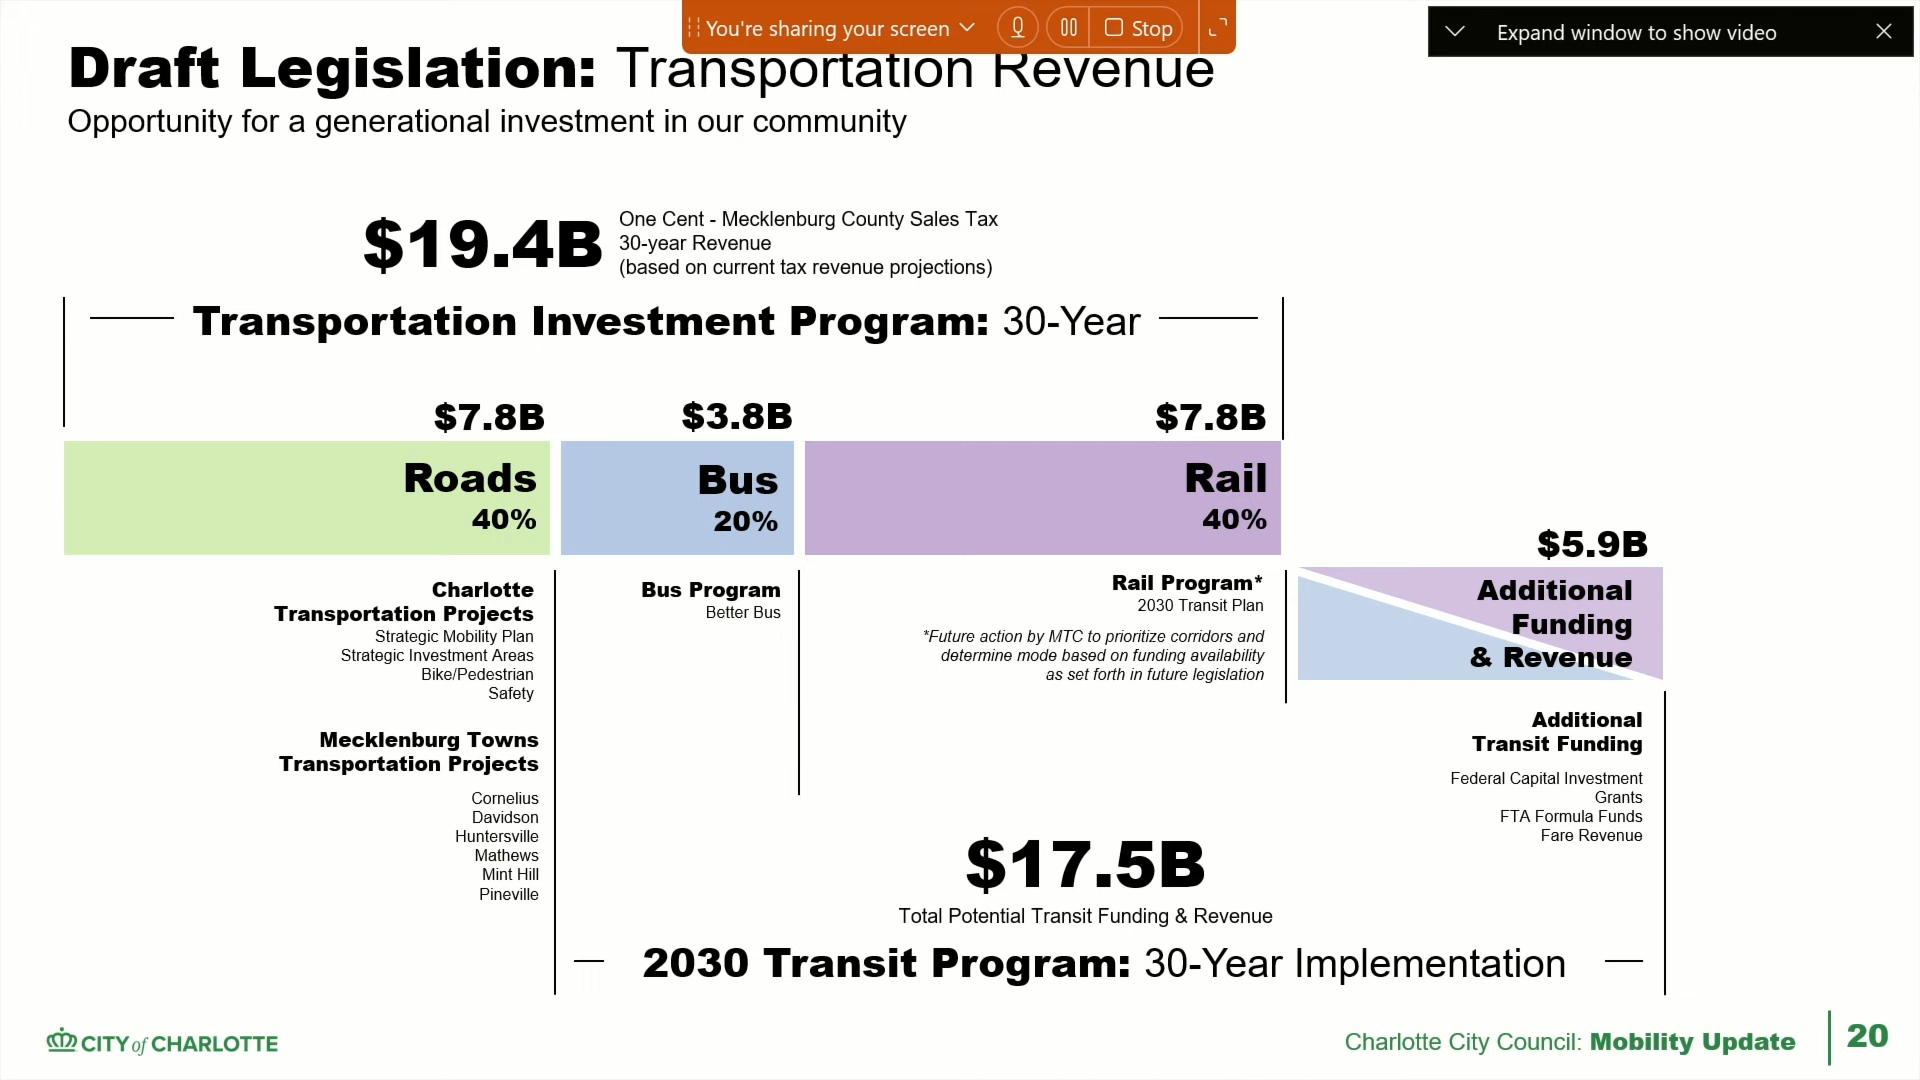 You're sharing your screen
Stop
Expand window to show video
Draft Legislation: Transportation Revenue
Opportunity for a generational investment in our community
$19.4B
One Cent - Mecklenburg County Sales Tax
30-year Revenue
(based on current tax revenue projections)
Transportation Investment Program: 30-Year
$7.8B
Roads
40%
Charlotte
Transportation Projects
Strategic Mobility Plan
Strategic Investment Areas
Bike/Pedestrian
Safety
Mecklenburg Towns
Transportation Projects
Cornelius
Davidson
Huntersville
Mathews
Mint Hill
Pineville
$3.8B
Bus
20%
Bus Program
Better Bus
$7.8B
Rail
40%
Rail Program*
2030 Transit Plan
*Future action by MTC to prioritize corridors and
determine mode based on funding availability
as set forth in future legislation
$5.9B
Additional
Funding
& Revenue
Additional
Transit Funding
Federal Capital Investment
Grants
FTA Formula Funds
Fare Revenue
$17.5B
Total Potential Transit Funding & Revenue
2030 Transit Program: 30-Year Implementation
CITY of CHARLOTTE
Charlotte City Council: Mobility Update
20